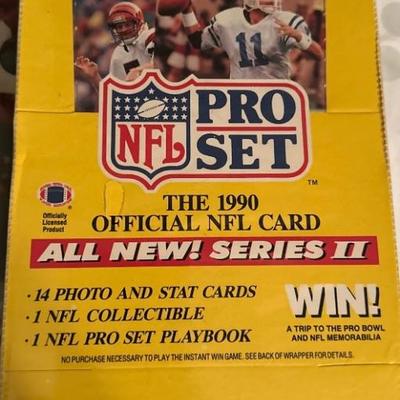 11
NFL
PRO
SET
TM
THE 1990
OFFICIAL NFL CARD
Officially
Licensed
Product
ALL NEW! SERIES II
· 14 PHOTO AND STAT CARDS
· 1 NFL COLLECTIBLE
· 1 NFL PRO SET PLAYBOOK
WIN!
A TRIP TO THE PRO BOWL
AND NFL MEMORABILIA
NO PURCHASE NECESSARY TO PLAY THE INSTANT WIN GAME. SEE BACK OF WRAPPER FOR DETAILS.